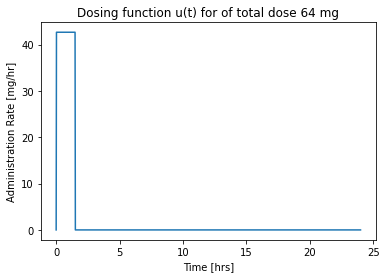 Dosing function u(t) for of total dose 64 mg
Administration Rate [mg/hr]
40
30
20
10
0
0 5 10 15 20 25
Time [hrs]